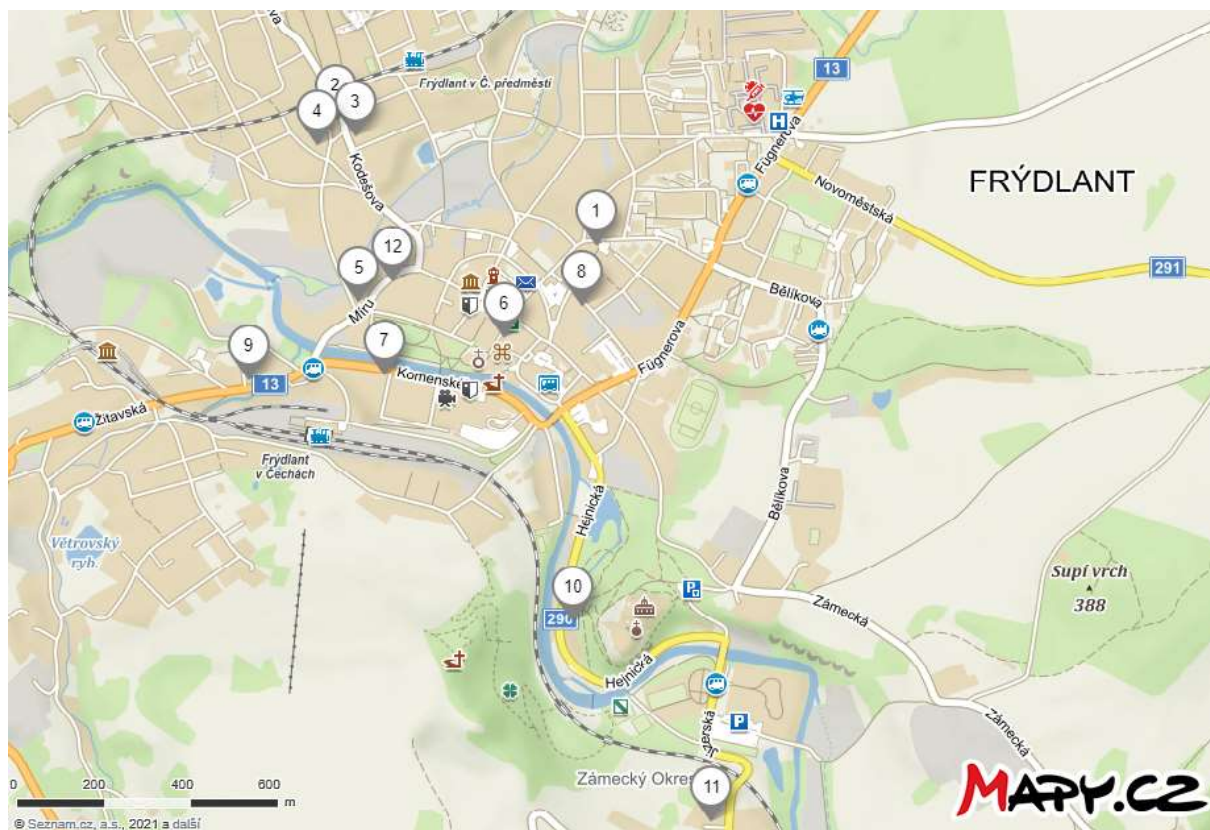 13
2
3
4
Frýdlant v Č. předměstí
H
Fügnerova
FRÝDLANT
Kodešova
1
Novoměstská
12
5
8
6
291
Bělíkova
Míru
7
9
13
Komenské
Fügnerova
Žitavská
Frýdlant
v Čechách
Hejnická
Bělíkova
Větrovský
ryb.
Supí vrch
388
10
290
P
Zámecká
Hejnická
P
Zámecká
Zámecký Okres
11
0 200 400 600 m
MAPY.CZ
© Seznam.cz, a.s., 2021 a další